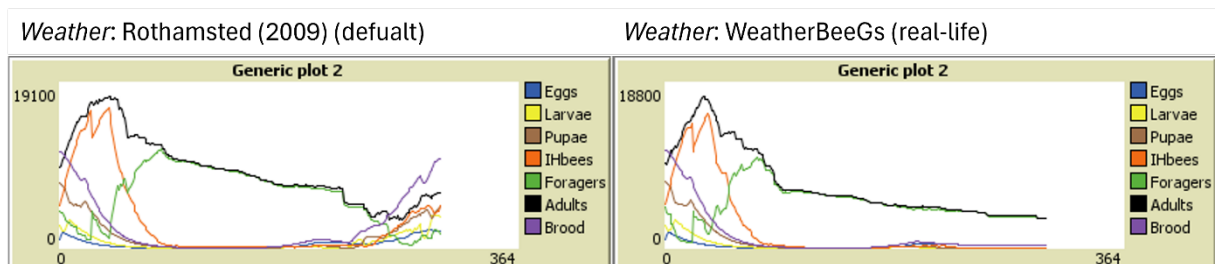 Weather: Rothamsted (2009) (defualt)
Weather: WeatherBeeGs (real-life)
Generic plot 2
19100
0
0
364
Eggs
Larvae
Pupae
IHbees
Foragers
Adults
Brood
Generic plot 2
18800
0
0
364
Eggs
Larvae
Pupae
IHbees
Foragers
Adults
Brood